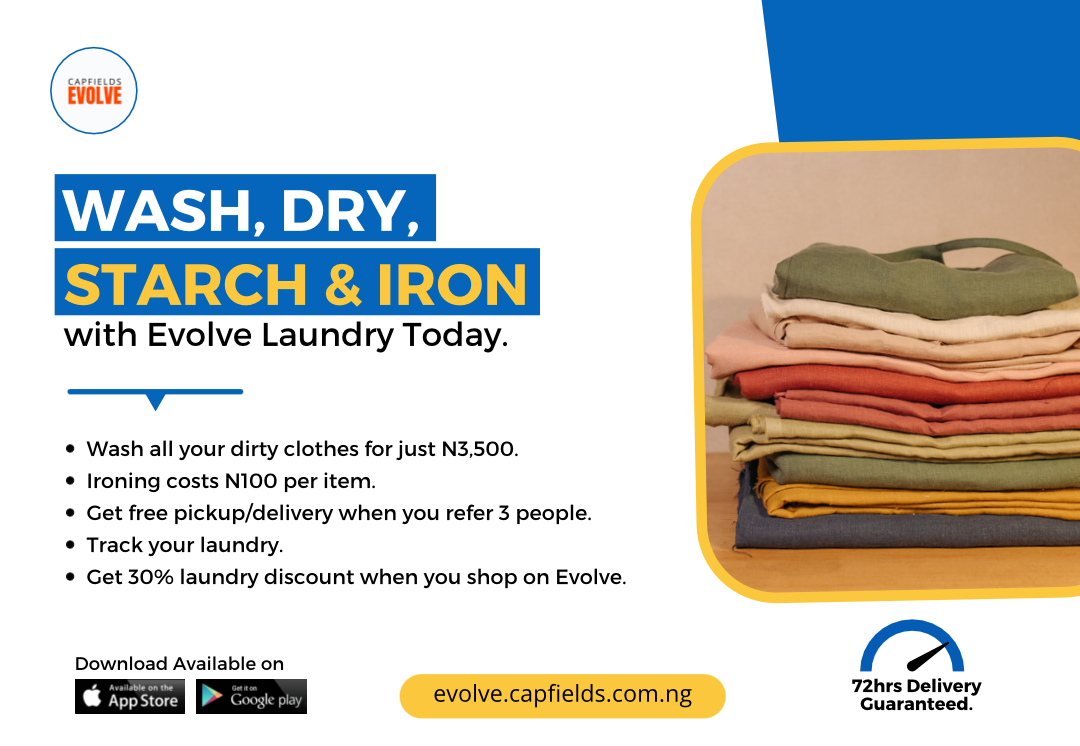 CAPFIELDS
EVOLVE
WASH, DRY,
STARCH & IRON
with Evolve Laundry Today.
Wash all your dirty clothes for just N3,500.
Ironing costs N100 per item.
Get free pickup/delivery when you refer 3 people.
Track your laundry.
Get 30% laundry discount when you shop on Evolve.
Download Available on
Available on the
App Store
Get it on
Google play
evolve.capfields.com.ng
72hrs Delivery
Guaranteed.